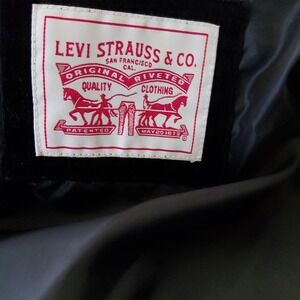 LEVI STRAUSS & CO.
SAN FRANCISCO
CAL.
ORIGINAL RIVETED
QUALITY CLOTHING
PATENTED MAY 20 1873